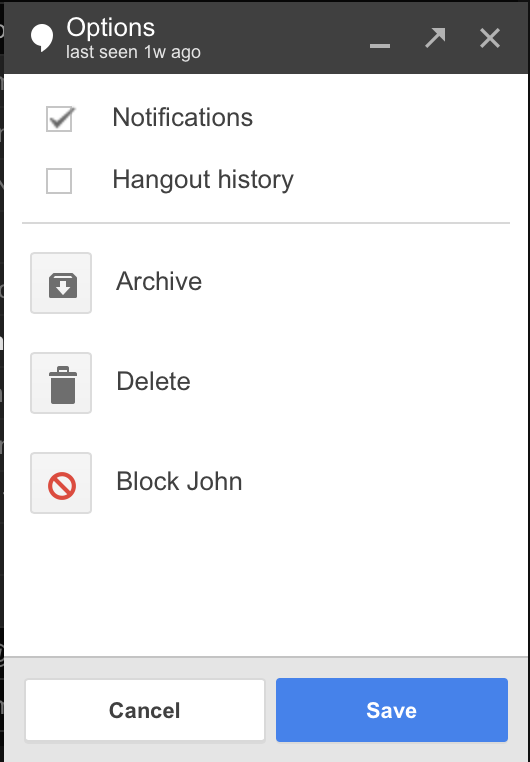 Options
last seen 1w ago
Notifications
Hangout history
Archive
Delete
Block John
Cancel
Save